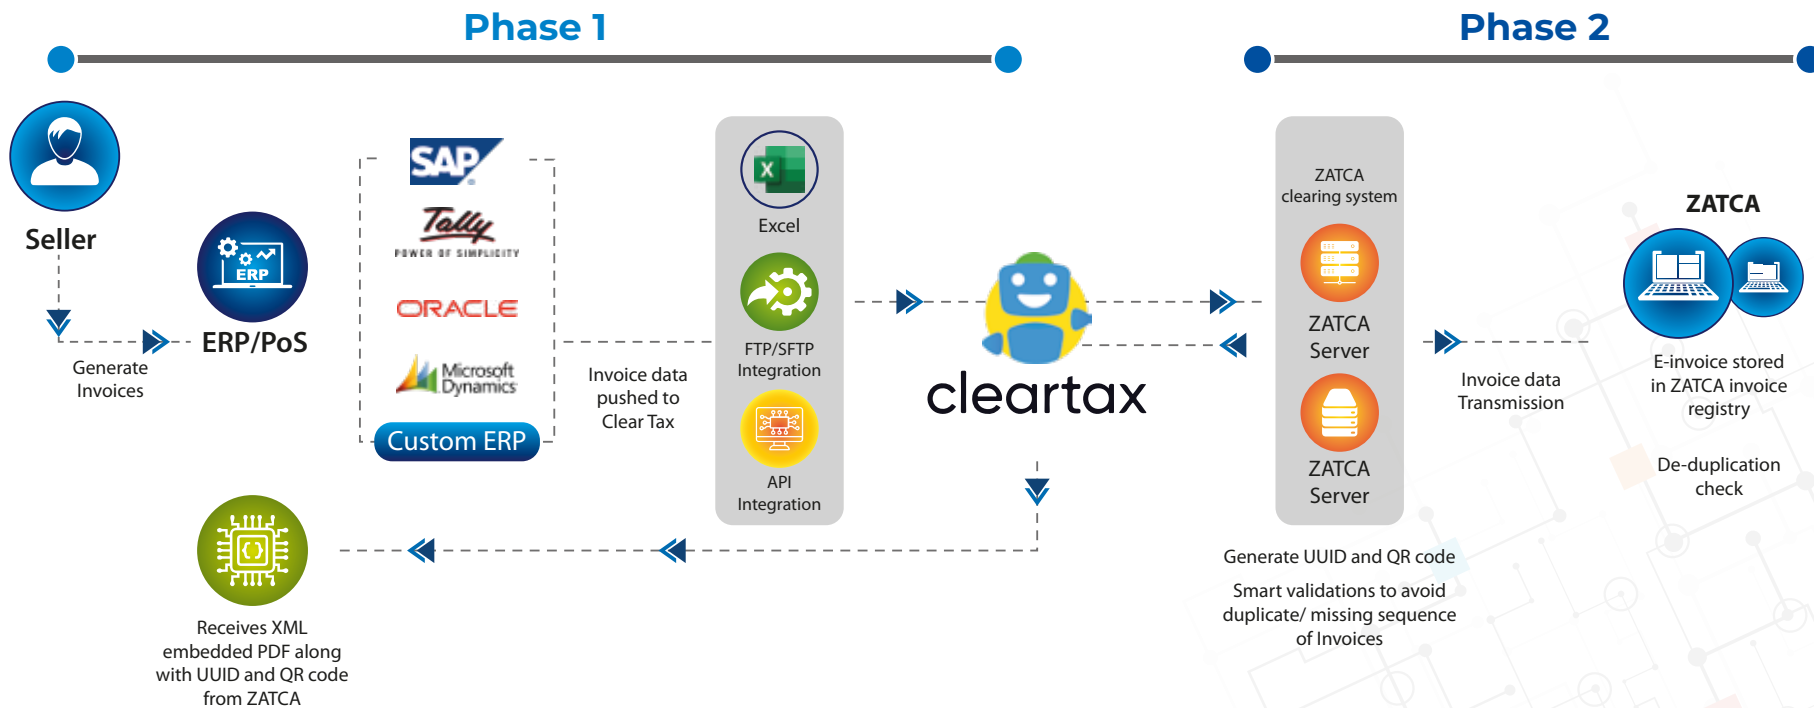 Phase 1
Phase 2
Seller
Generate
Invoices
ERP
ERP/PoS
SAP
Tally
POWER OF SIMPLICITY
ORACLE
Microsoft
Dynamics
Custom ERP
Invoice data
pushed to
Clear Tax
X
Excel
FTP/SFTP
Integration
API
Integration
cleartax
ZATCA
clearing system
ZATCA
Server
ZATCA
Server
Generate UUID and QR code
Smart validations to avoid
duplicate/ missing sequence
of Invoices
Invoice data
Transmission
ZATCA
E-invoice stored
in ZATCA invoice
registry
De-duplication
check
Receives XML
embedded PDF along
with UUID and QR code
from ZATCA